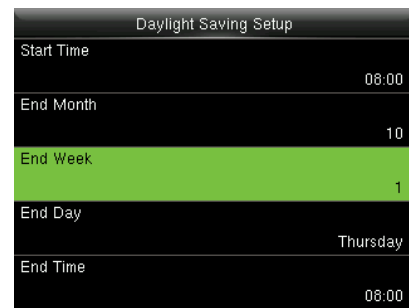 Daylight Saving Setup
Start Time
08:00
End Month
10
End Week
1
End Day
Thursday
End Time
08:00